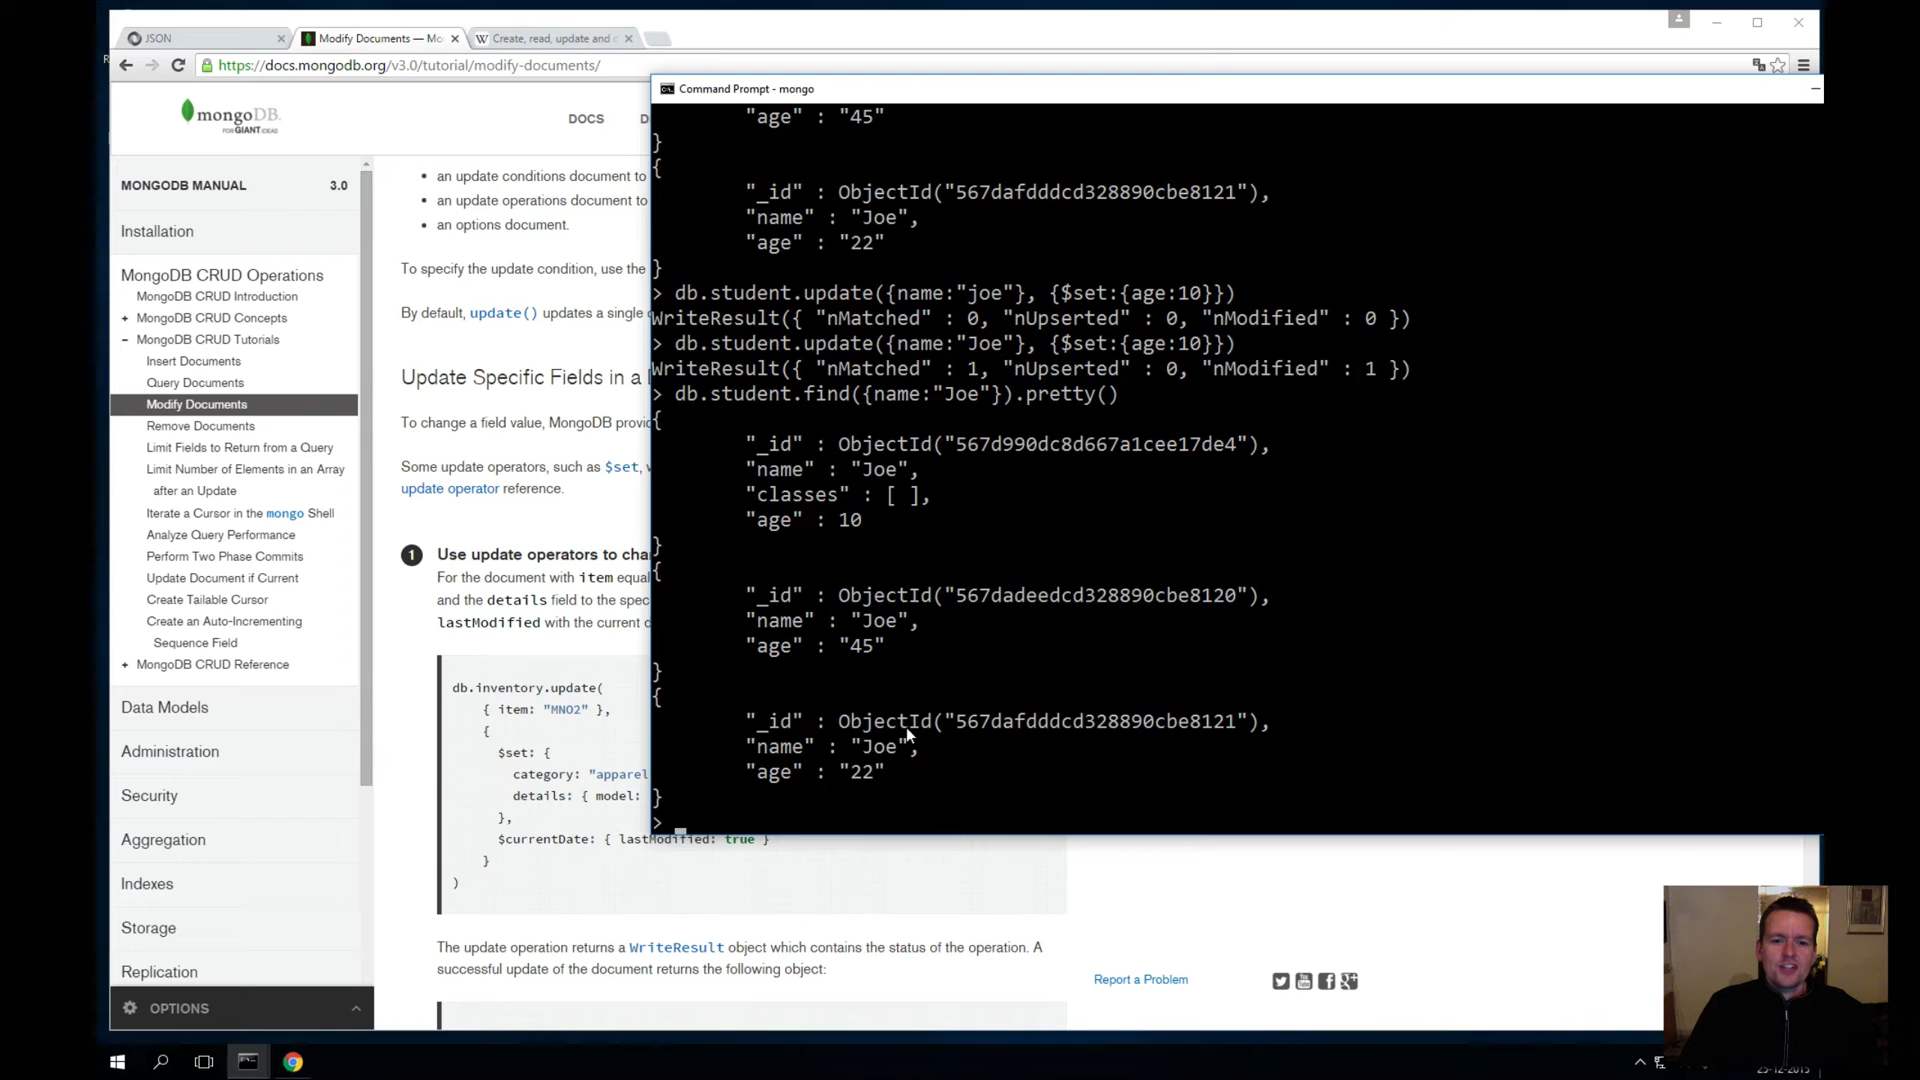 JSON
Modify Documents — Mo
Create, read, update and
https://docs.mongodb.org/v3.0/tutorial/modify-documents/
mongoDB.
FOR GIANT IDEAS
DOCS
MONGODB MANUAL 3.0
Installation
MongoDB CRUD Operations
MongoDB CRUD Introduction
+ MongoDB CRUD Concepts
− MongoDB CRUD Tutorials
Insert Documents
Query Documents
Modify Documents
Remove Documents
Limit Fields to Return from a Query
Limit Number of Elements in an Array
after an Update
Iterate a Cursor in the mongo Shell
Analyze Query Performance
Perform Two Phase Commits
Update Document if Current
Create Tailable Cursor
Create an Auto-Incrementing
Sequence Field
+ MongoDB CRUD Reference
Data Models
Administration
Security
Aggregation
Indexes
Storage
Replication
OPTIONS
• an update conditions document to
• an update operations document to
• an options document.
To specify the update condition, use the
By default, update() updates a single
Update Specific Fields in a
To change a field value, MongoDB provid
Some update operators, such as $set,
update operator reference.
1 Use update operators to cha
For the document with item equal
and the details field to the spec
lastModified with the current d
db.inventory.update(
{ item: "MNO2" },
{
$set: {
category: "apparel
details: { model:
},
$currentDate: { lastModified: true }
}
)
The update operation returns a WriteResult object which contains the status of the operation. A
successful update of the document returns the following object:
Report a Problem
Command Prompt - mongo
"age" : "45"
}
{
"_id" : ObjectId("567dafdddcd328890cbe8121"),
"name" : "Joe",
"age" : "22"
}
> db.student.update({name:"joe"}, {$set:{age:10}})
WriteResult({ "nMatched" : 0, "nUpserted" : 0, "nModified" : 0 })
> db.student.update({name:"Joe"}, {$set:{age:10}})
WriteResult({ "nMatched" : 1, "nUpserted" : 0, "nModified" : 1 })
> db.student.find({name:"Joe"}).pretty()
{
"_id" : ObjectId("567d990dc8d667a1cee17de4"),
"name" : "Joe",
"classes" : [ ],
"age" : 10
}
{
"_id" : ObjectId("567dadeedcd328890cbe8120"),
"name" : "Joe",
"age" : "45"
}
{
"_id" : ObjectId("567dafdddcd328890cbe8121"),
"name" : "Joe",
"age" : "22"
}
>